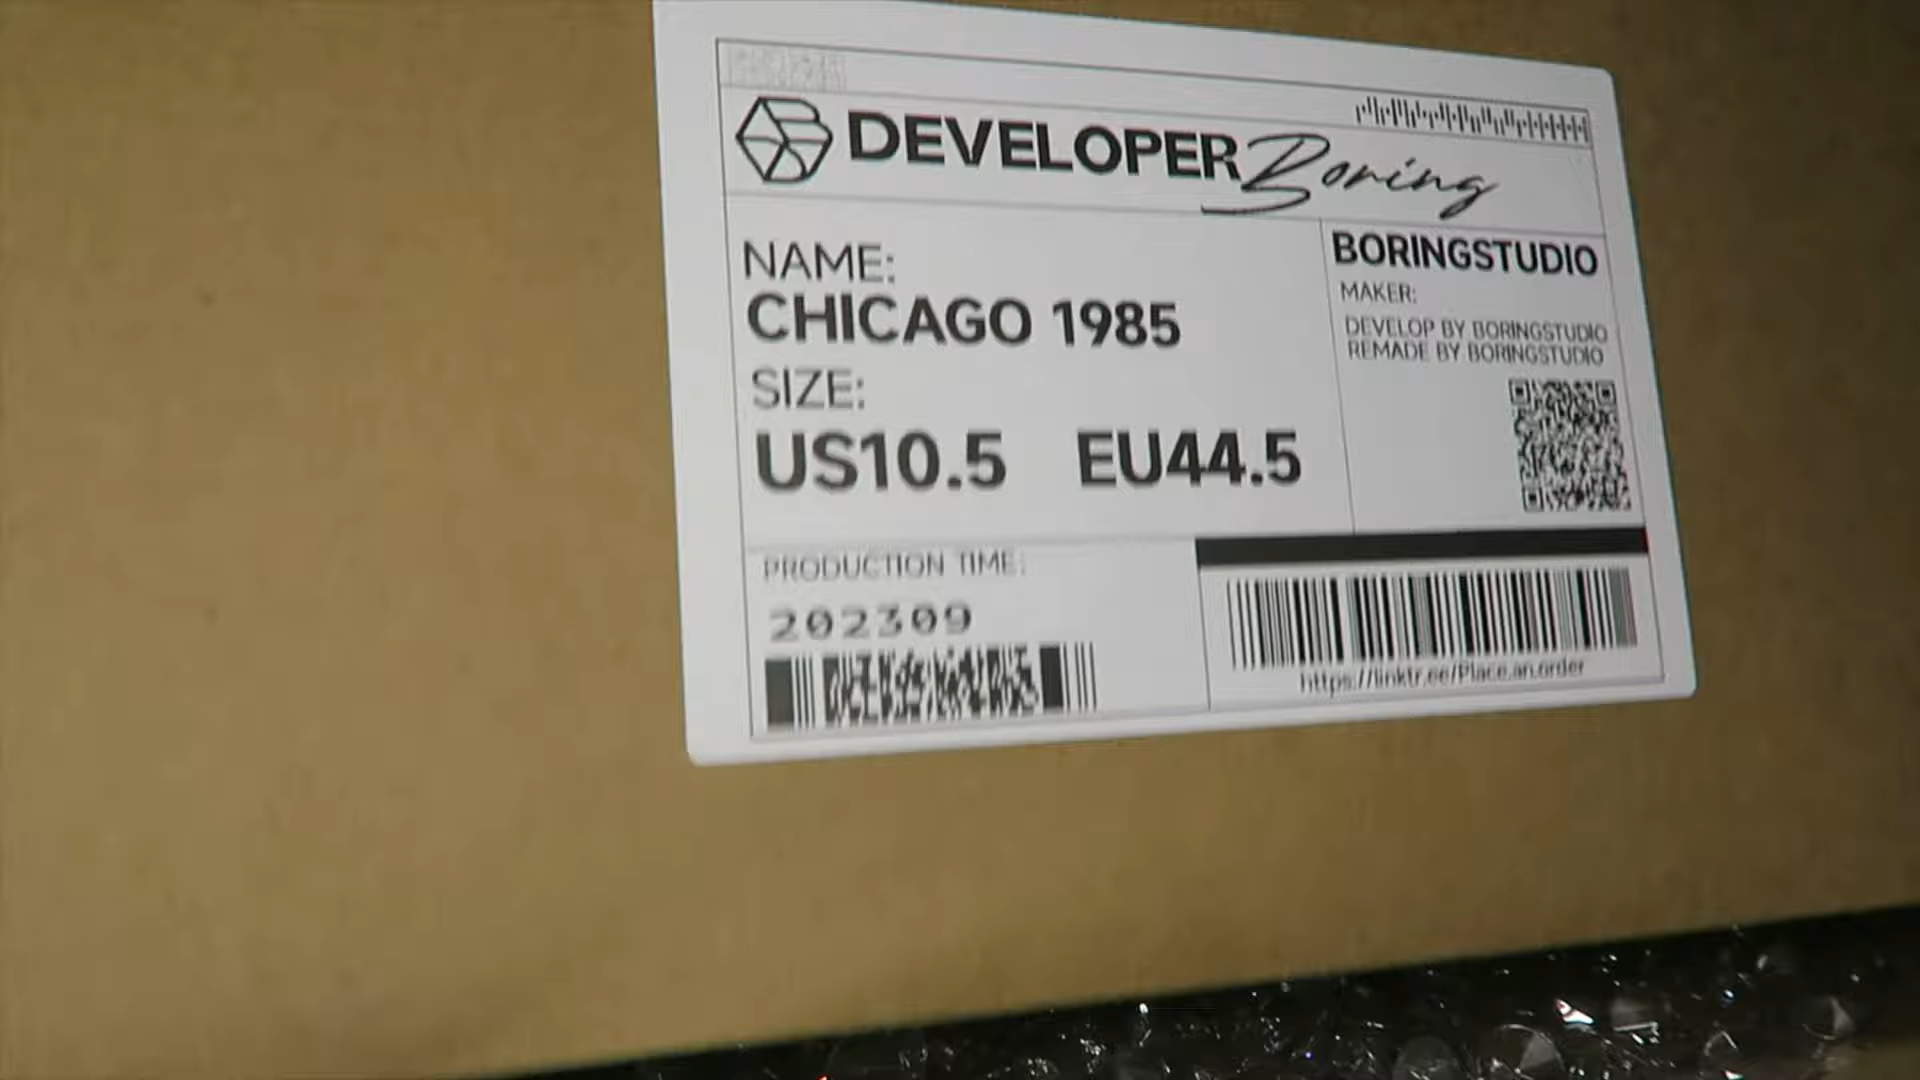 DEVELOPER Boring
NAME:
CHICAGO 1985
SIZE:
US10.5 EU44.5
BORINGSTUDIO
MAKER:
DEVELOP BY BORINGSTUDIO
REMADE BY BORINGSTUDIO
PRODUCTION TIME:
202309
https://linktr.ee/Place.an.order